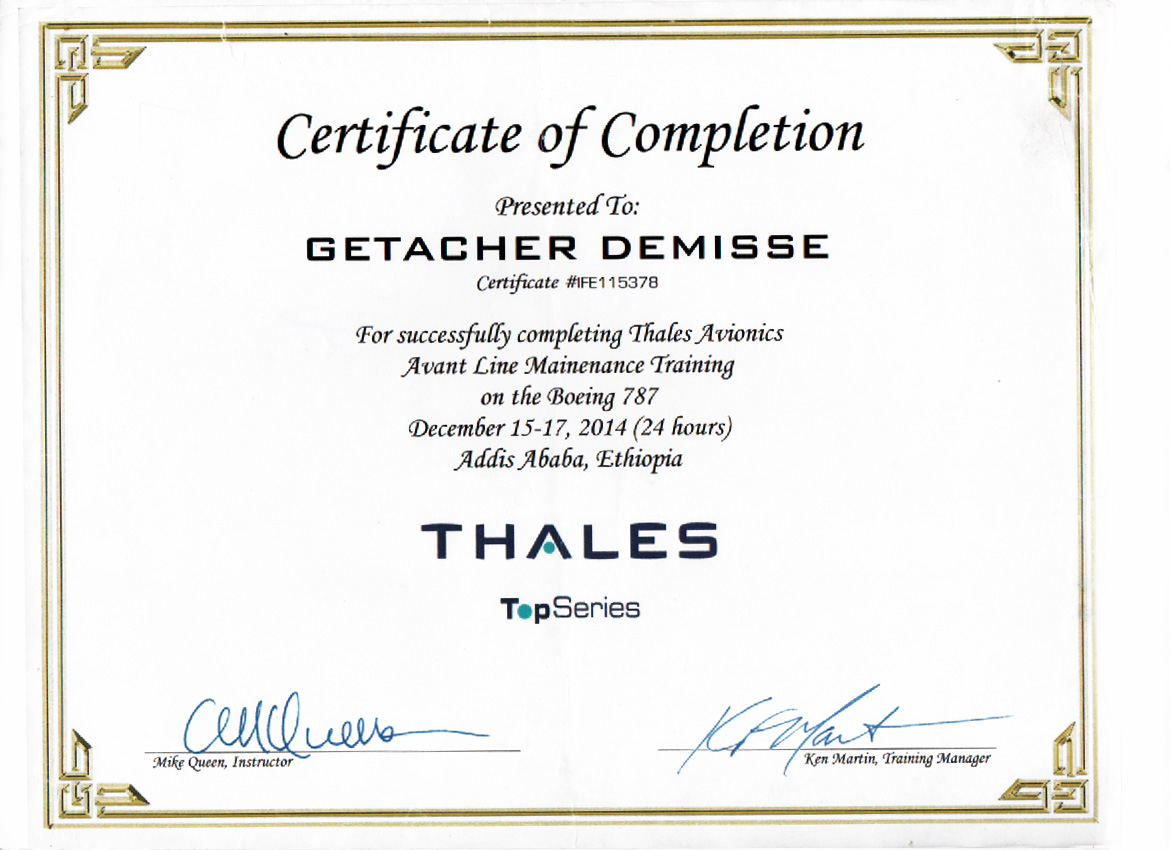 Certificate of Completion
Presented To:
GETACHER DEMISSE
Certificate #IFE115378
For successfully completing Thales Avionics
Avant Line Mainenance Training
on the Boeing 787
December 15-17, 2014 (24 hours)
Addis Ababa, Ethiopia
THALES
TopSeries
Mike Queen, Instructor
Ken Martin, Training Manager